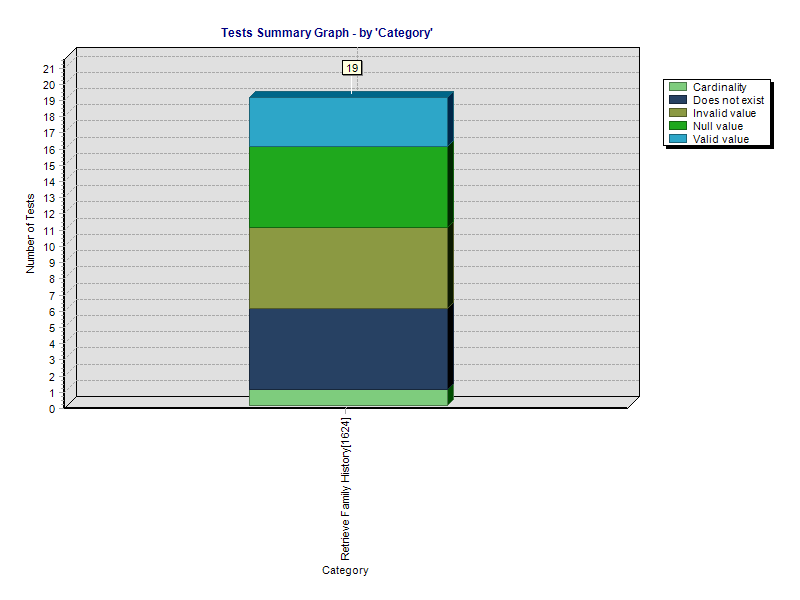 Tests Summary Graph - by 'Category'
19
Cardinality
Does not exist
Invalid value
Null value
Valid value
Number of Tests
21
20
19
18
17
16
15
14
13
12
11
10
9
8
7
6
5
4
3
2
1
0
Retrieve Family History[1624]
Category